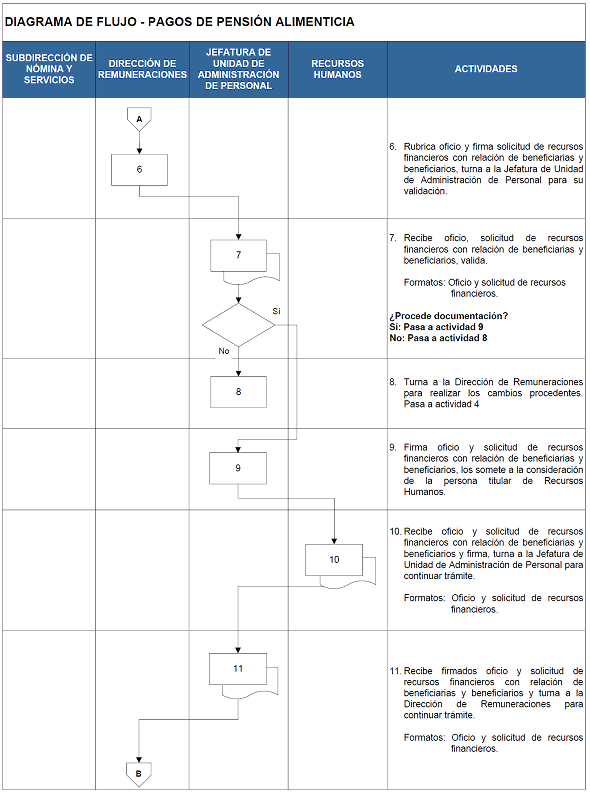 DIAGRAMA DE FLUJO - PAGOS DE PENSIÓN ALIMENTICIA
SUBDIRECCIÓN DE
NÓMINA Y
SERVICIOS
DIRECCIÓN DE
REMUNERACIONES
JEFATURA DE
UNIDAD DE
ADMINISTRACIÓN
DE PERSONAL
RECURSOS
HUMANOS
ACTIVIDADES
A
6
6. Rubrica oficio y firma solicitud de recursos
financieros con relación de beneficiarias y
beneficiarios, turna a la Jefatura de Unidad
de Administración de Personal para su
validación.
7
Sí
No
7. Recibe oficio, solicitud de recursos
financieros con relación de beneficiarias y
beneficiarios, valida.
Formatos: Oficio y solicitud de recursos
financieros.
¿Procede documentación?
Sí: Pasa a actividad 9
No: Pasa a actividad 8
8
8. Turna a la Dirección de Remuneraciones
para realizar los cambios procedentes.
Pasa a actividad 4
9
9. Firma oficio y solicitud de recursos
financieros con relación de beneficiarias y
beneficiarios, los somete a la consideración
de la persona titular de Recursos
Humanos.
10
10. Recibe oficio y solicitud de recursos
financieros con relación de beneficiarias y
beneficiarios y firma, turna a la Jefatura de
Unidad de Administración de Personal para
continuar trámite.
Formatos: Oficio y solicitud de recursos
financieros.
11
11. Recibe firmados oficio y solicitud de
recursos financieros con relación de
beneficiarias y beneficiarios y turna a la
Dirección de Remuneraciones para
continuar trámite.
Formatos: Oficio y solicitud de recursos
financieros.
B